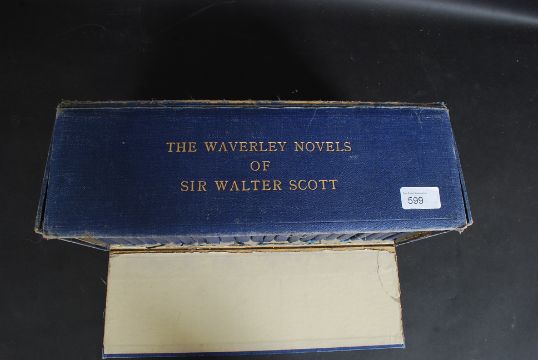 THE WAVERLEY NOVELS
OF
SIR WALTER SCOTT
599